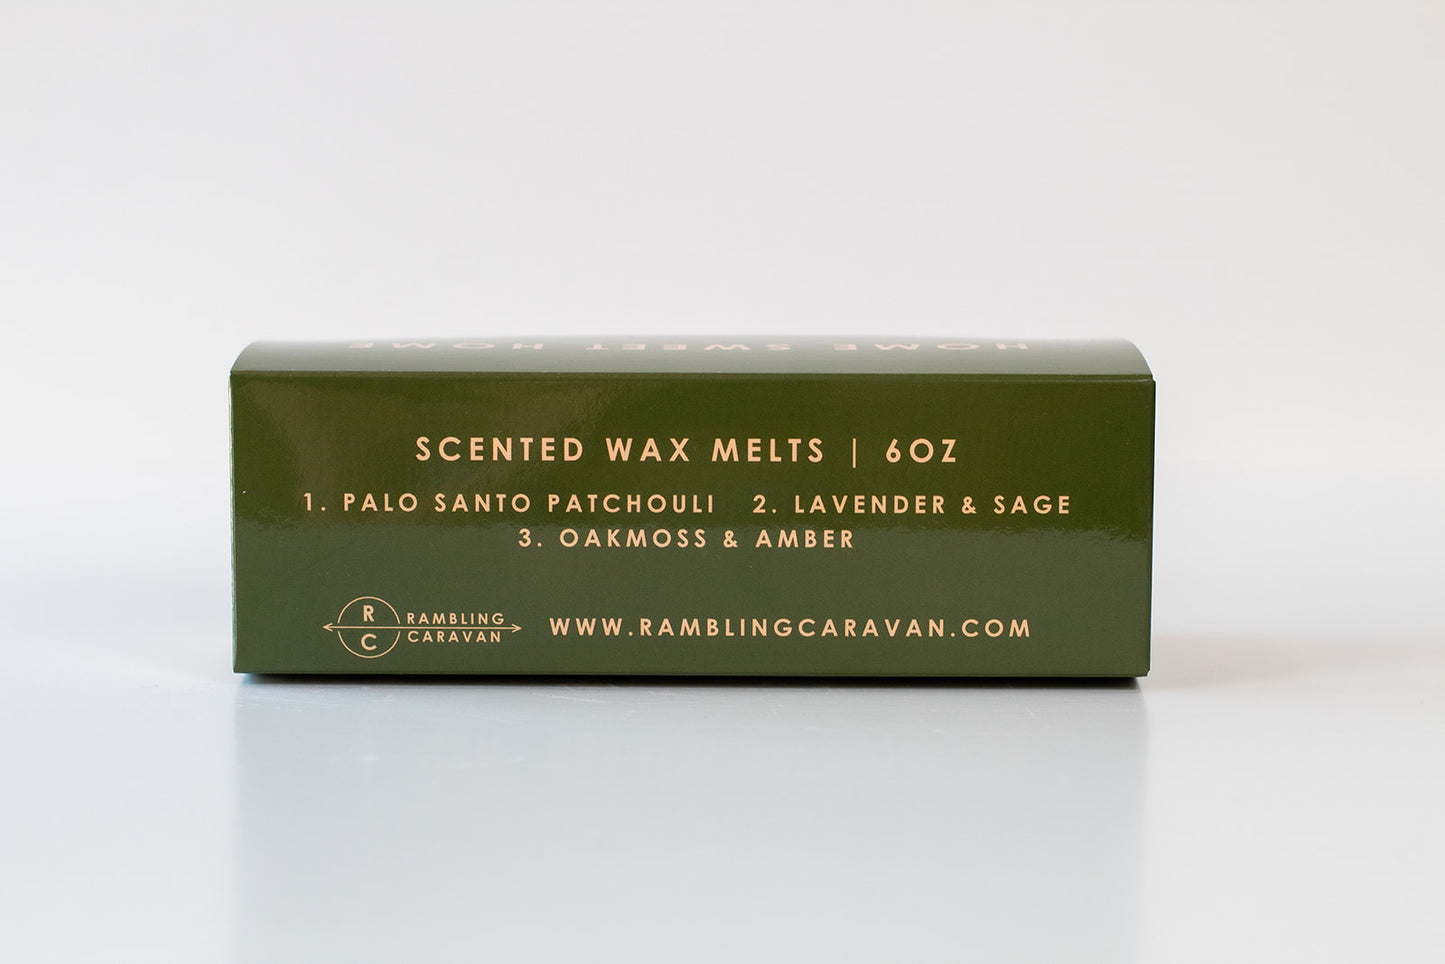 HOME SWEET HOME
SCENTED WAX MELTS | 6OZ
1. PALO SANTO PATCHOULI 2. LAVENDER & SAGE
3. OAKMOSS & AMBER
R
C
RAMBLING
CARAVAN
WWW.RAMBLINGCARAVAN.COM